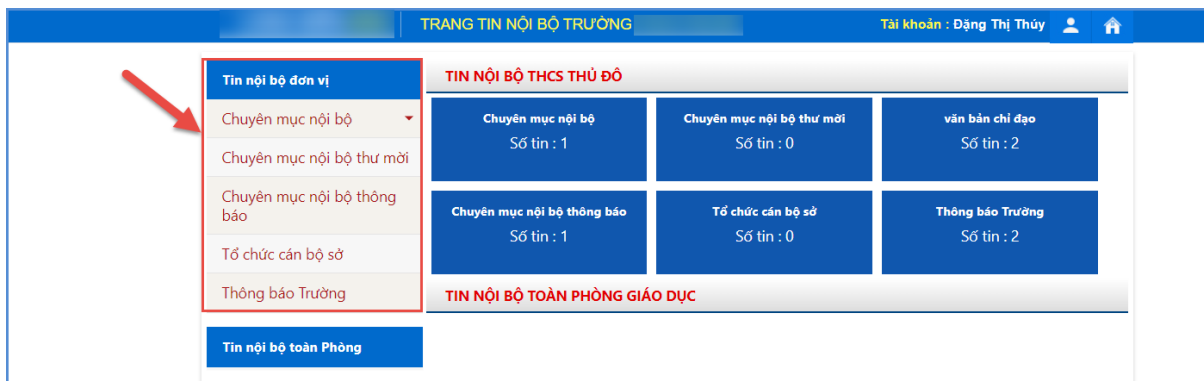 TRANG TIN NỘI BỘ TRƯỜNG
Tài khoản : Đặng Thị Thúy
Tin nội bộ đơn vị
Chuyên mục nội bộ
Chuyên mục nội bộ thư mời
Chuyên mục nội bộ thông
báo
Tổ chức cán bộ sở
Thông báo Trường
Tin nội bộ toàn Phòng
TIN NỘI BỘ THCS THỦ ĐÔ
Chuyên mục nội bộ
Số tin : 1
Chuyên mục nội bộ thư mời
Số tin : 0
văn bản chỉ đạo
Số tin : 2
Chuyên mục nội bộ thông báo
Số tin : 1
Tổ chức cán bộ sở
Số tin : 0
Thông báo Trường
Số tin : 2
TIN NỘI BỘ TOÀN PHÒNG GIÁO DỤC